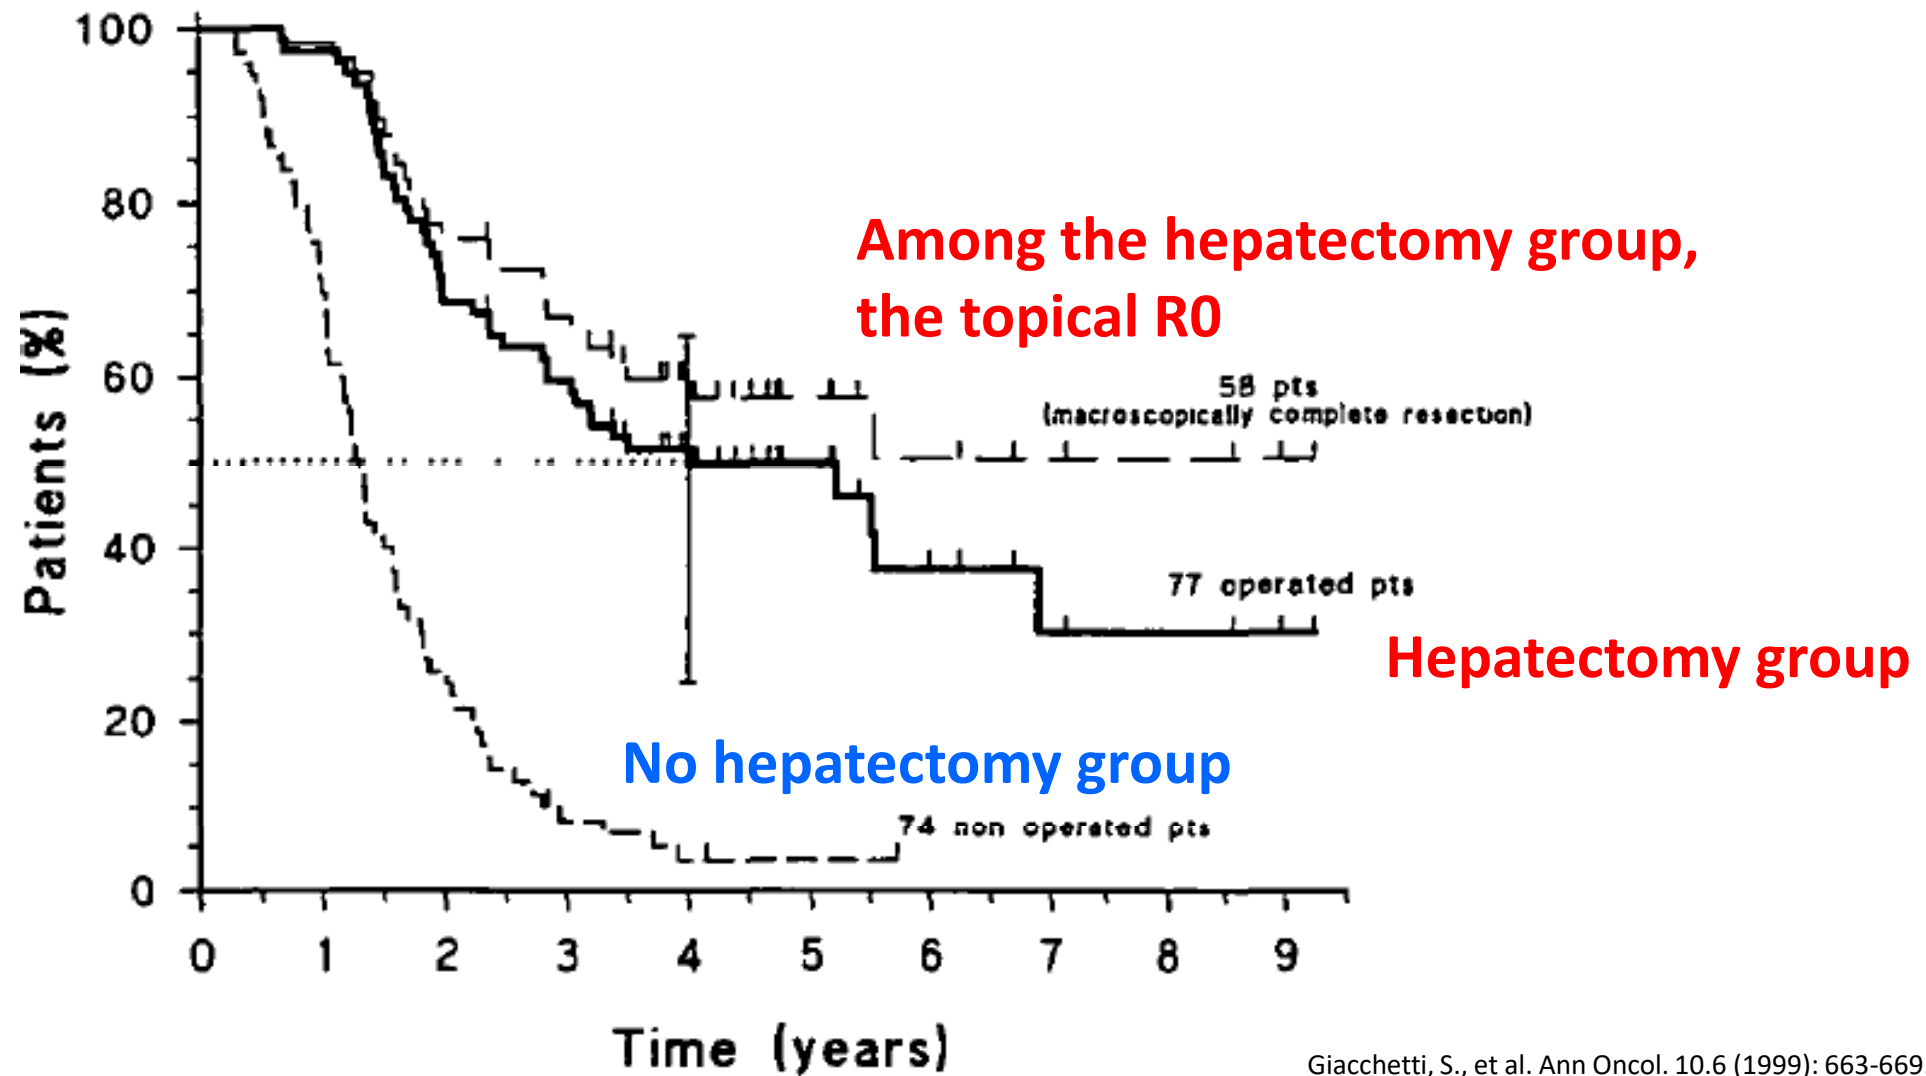 100
80
60
40
20
0
Patients (%)
Among the hepatectomy group,
the topical R0
58 pts
(macroscopically complete resection)
77 operated pts
Hepatectomy group
No hepatectomy group
74 non operated pts
0 1 2 3 4 5 6 7 8 9
Time (years)
Giacchetti, S., et al. Ann Oncol. 10.6 (1999): 663-669